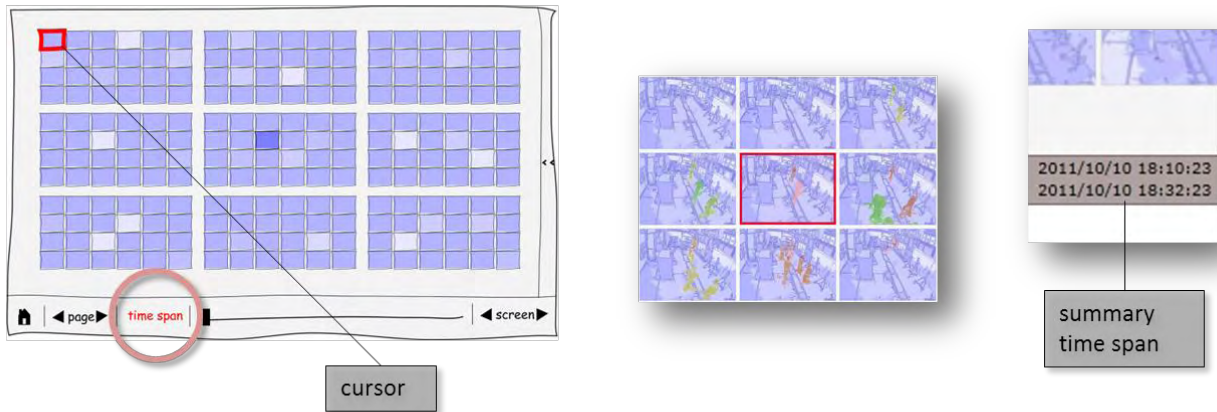 <<
◀ page ▶
time span
◀ screen ▶
cursor
2011/10/10 18:10:23
2011/10/10 18:32:23
summary
time span